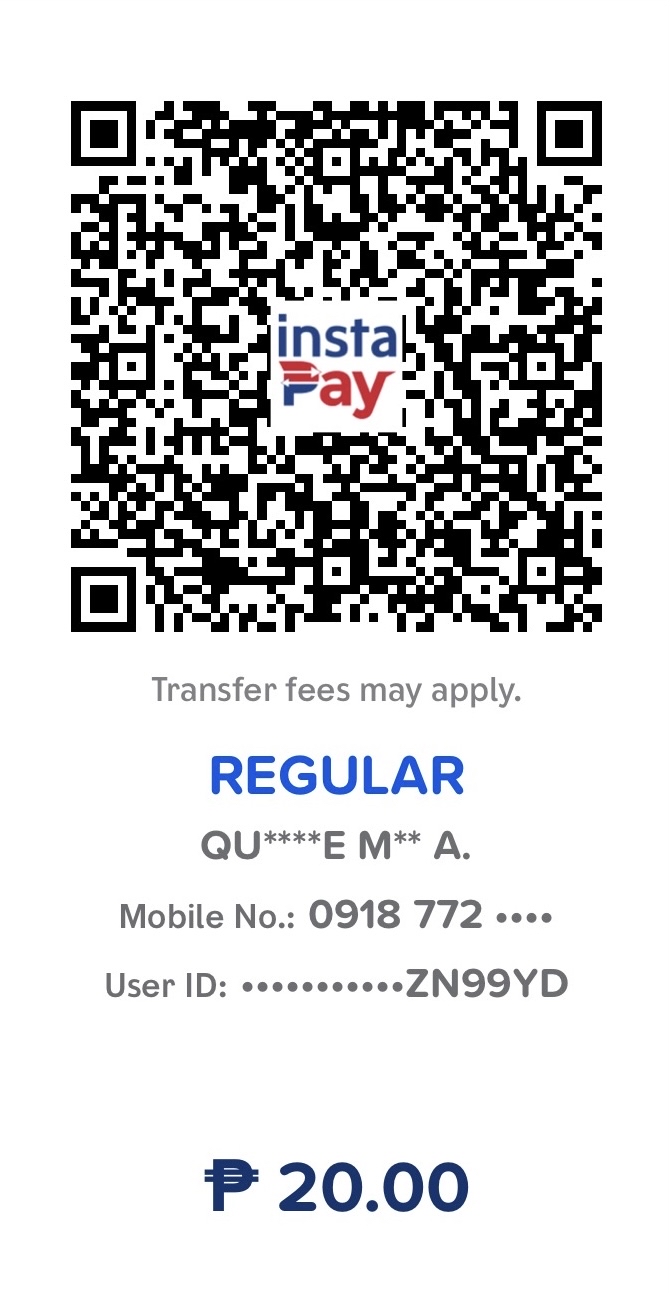 insta
Pay
Transfer fees may apply.
REGULAR
QU****E M** A.
Mobile No.: 0918 772 ••••
User ID: •••••••••••ZN99YD
₱ 20.00